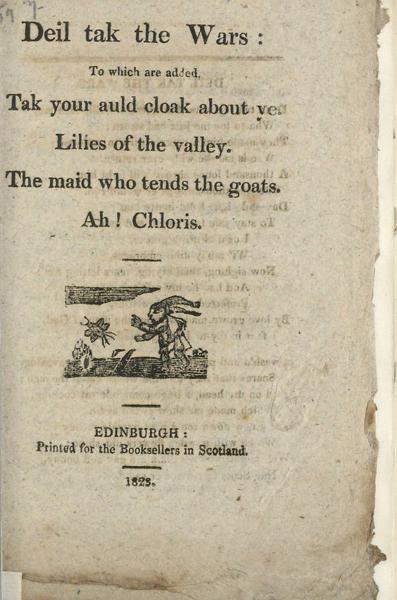 Deil tak the Wars :
To which are added,
Tak your auld cloak about ye.
Lilies of the valley.
The maid who tends the goats.
Ah! Chloris.
EDINBURGH:
Printed for the Booksellers in Scotland.
1823.